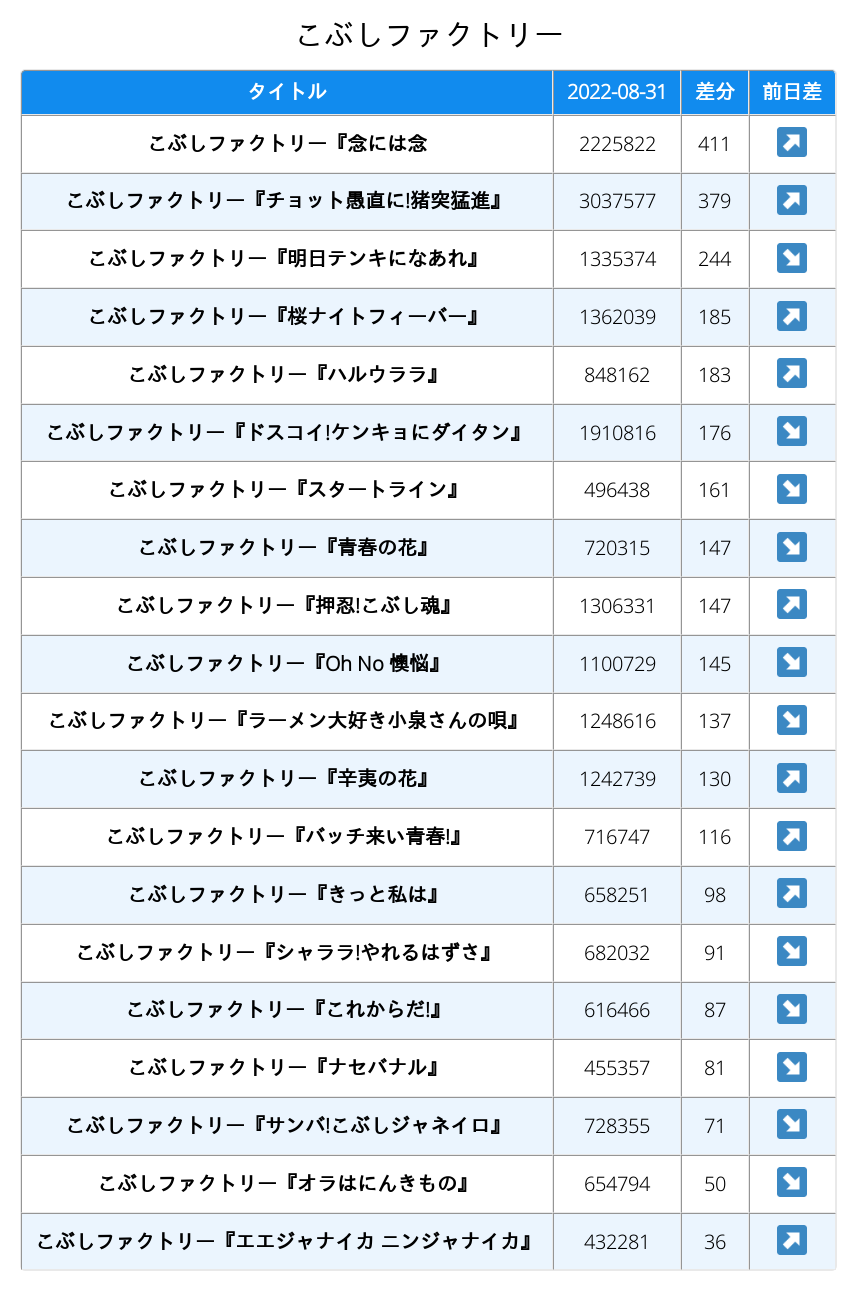 こぶしファクトリー
タイトル 2022-08-31 差分 前日差
こぶしファクトリー『念には念 2225822 411 ↗
こぶしファクトリー『チョット愚直に!猪突猛進』 3037577 379 ↗
こぶしファクトリー『明日テンキになあれ』 1335374 244 ↘
こぶしファクトリー『桜ナイトフィーバー』 1362039 185 ↗
こぶしファクトリー『ハルウララ』 848162 183 ↗
こぶしファクトリー『ドスコイ!ケンキョにダイタン』 1910816 176 ↘
こぶしファクトリー『スタートライン』 496438 161 ↘
こぶしファクトリー『青春の花』 720315 147 ↘
こぶしファクトリー『押忍!こぶし魂』 1306331 147 ↗
こぶしファクトリー『Oh No 懊悩』 1100729 145 ↘
こぶしファクトリー『ラーメン大好き小泉さんの唄』 1248616 137 ↘
こぶしファクトリー『辛夷の花』 1242739 130 ↗
こぶしファクトリー『バッチ来い青春!』 716747 116 ↗
こぶしファクトリー『きっと私は』 658251 98 ↗
こぶしファクトリー『シャララ!やれるはずさ』 682032 91 ↘
こぶしファクトリー『これからだ!』 616466 87 ↘
こぶしファクトリー『ナセバナル』 455357 81 ↘
こぶしファクトリー『サンバ!こぶしジャネイロ』 728355 71 ↘
こぶしファクトリー『オラはにんきもの』 654794 50 ↘
こぶしファクトリー『エエジャナイカ ニンジャナイカ』 432281 36 ↗